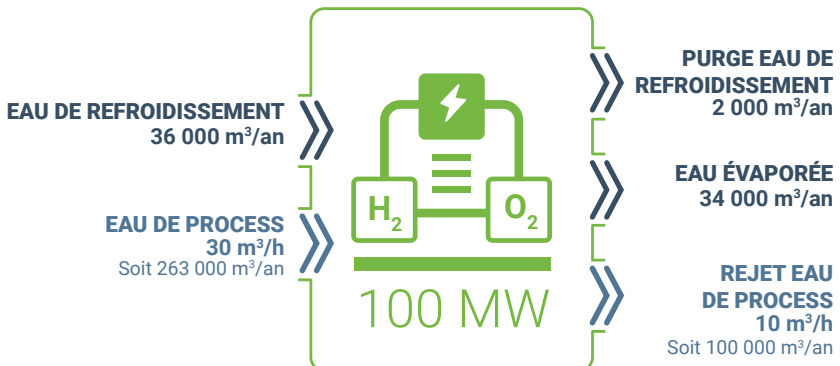 EAU DE REFROIDISSEMENT
36 000 m³/an
EAU DE PROCESS
30 m³/h
Soit 263 000 m³/an
H₂
O₂
100 MW
PURGE EAU DE
REFROIDISSEMENT
2 000 m³/an
EAU ÉVAPORÉE
34 000 m³/an
REJET EAU
DE PROCESS
10 m³/h
Soit 100 000 m³/an